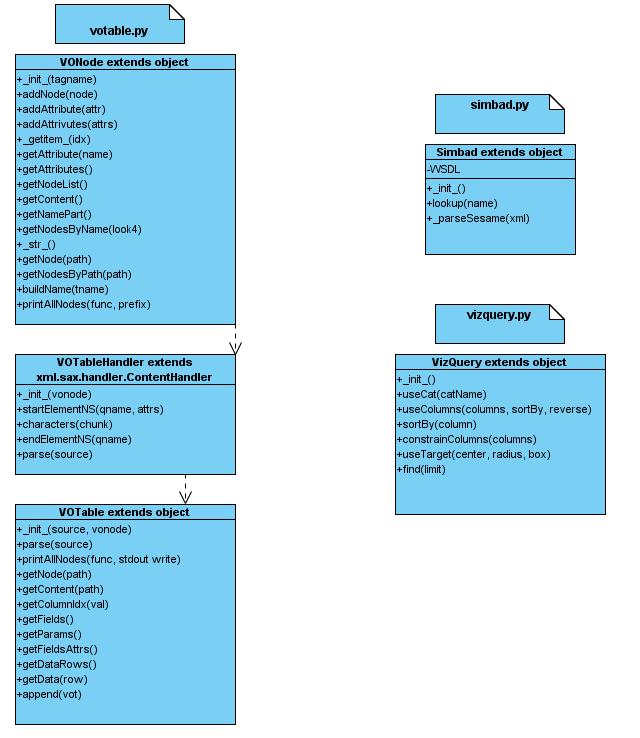 votable.py
VONode extends object
+_init_(tagname)
+addNode(node)
+addAttribute(attr)
+addAttrivutes(attrs)
+_getitem_(idx)
+getAttribute(name)
+getAttributes()
+getNodeList()
+getContent()
+getNamePart()
+getNodesByName(look4)
+_str_()
+getNode(path)
+getNodesByPath(path)
+buildName(tname)
+printAllNodes(func, prefix)
VOTableHandler extends
xml.sax.handler.ContentHandler
+_init_(vonode)
+startElementNS(qname, attrs)
+characters(chunk)
+endElementNS(qname)
+parse(source)
VOTable extends object
+_init_(source, vonode)
+parse(source)
+printAllNodes(func, stdout write)
+getNode(path)
+getContent(path)
+getColumnIdx(val)
+getFields()
+getParams()
+getFieldsAttrs()
+getDataRows()
+getData(row)
+append(vot)
simbad.py
Simbad extends object
-WSDL
+_init_()
+lookup(name)
+_parseSesame(xml)
vizquery.py
VizQuery extends object
+_init_()
+useCat(catName)
+useColumns(columns, sortBy, reverse)
+sortBy(column)
+constrainColumns(columns)
+useTarget(center, radius, box)
+find(limit)